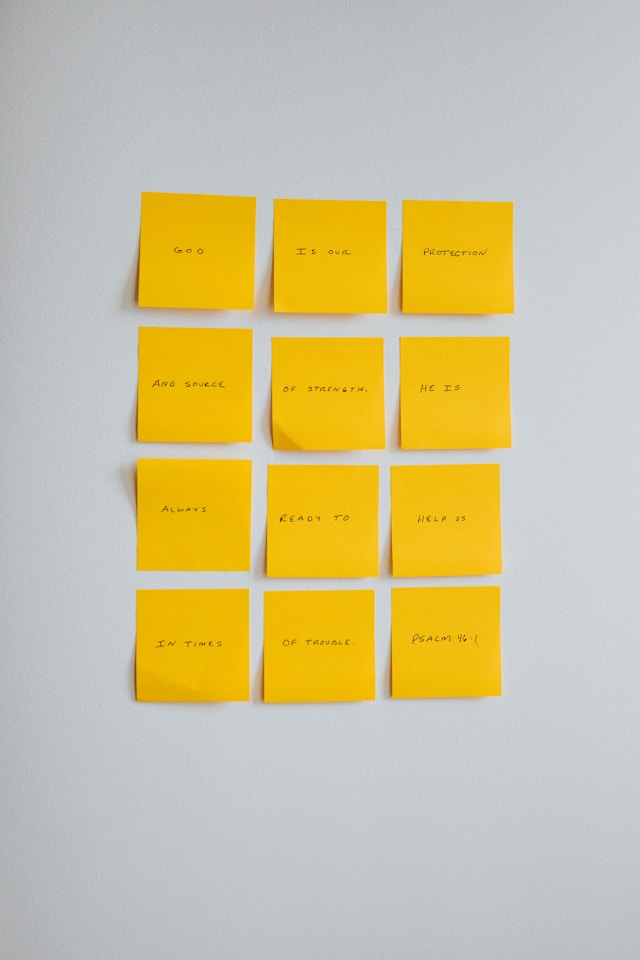 GOD
IS OUR
PROTECTION
AND SOURCE
OF STRENGTH.
HE IS
ALWAYS
READY TO
HELP US
IN TIMES
OF TROUBLE.
PSALM 46:1